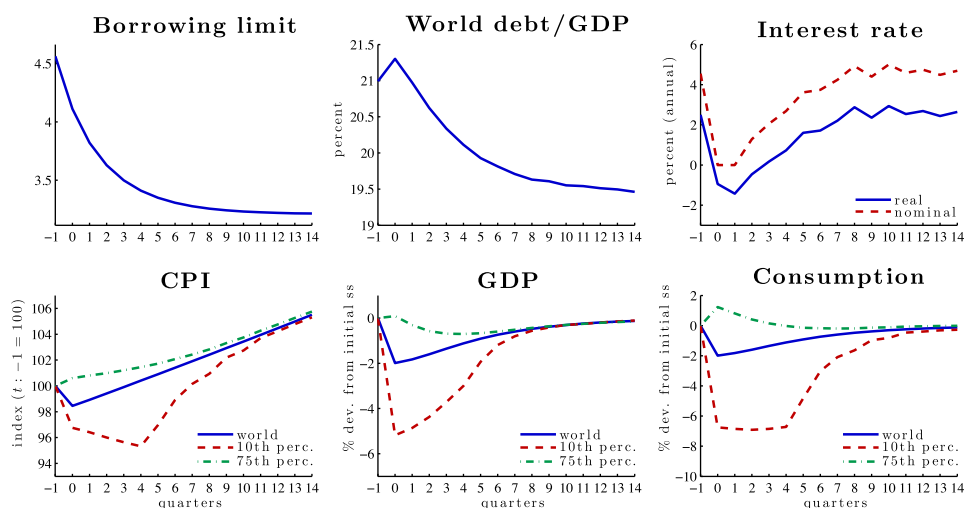 Borrowing limit
4.5
3.5
−1 0 1 2 3 4 5 6 7 8 9 10 11 12 13 14
World debt/GDP
percent
21.5
21
20.5
20
19.5
19
−1 0 1 2 3 4 5 6 7 8 9 10 11 12 13 14
Interest rate
percent (annual)
6
4
2
0
−2
real
nominal
−1 0 1 2 3 4 5 6 7 8 9 10 11 12 13 14
CPI
index (t : −1 = 100)
106
104
102
100
98
96
94
world
10th perc.
75th perc.
−1 0 1 2 3 4 5 6 7 8 9 10 11 12 13 14
quarters
GDP
% dev. from initial ss
0
−2
−4
−6
world
10th perc.
75th perc.
−1 0 1 2 3 4 5 6 7 8 9 10 11 12 13 14
quarters
Consumption
% dev. from initial ss
2
0
−2
−4
−6
−8
−10
world
10th perc.
75th perc.
−1 0 1 2 3 4 5 6 7 8 9 10 11 12 13 14
quarters